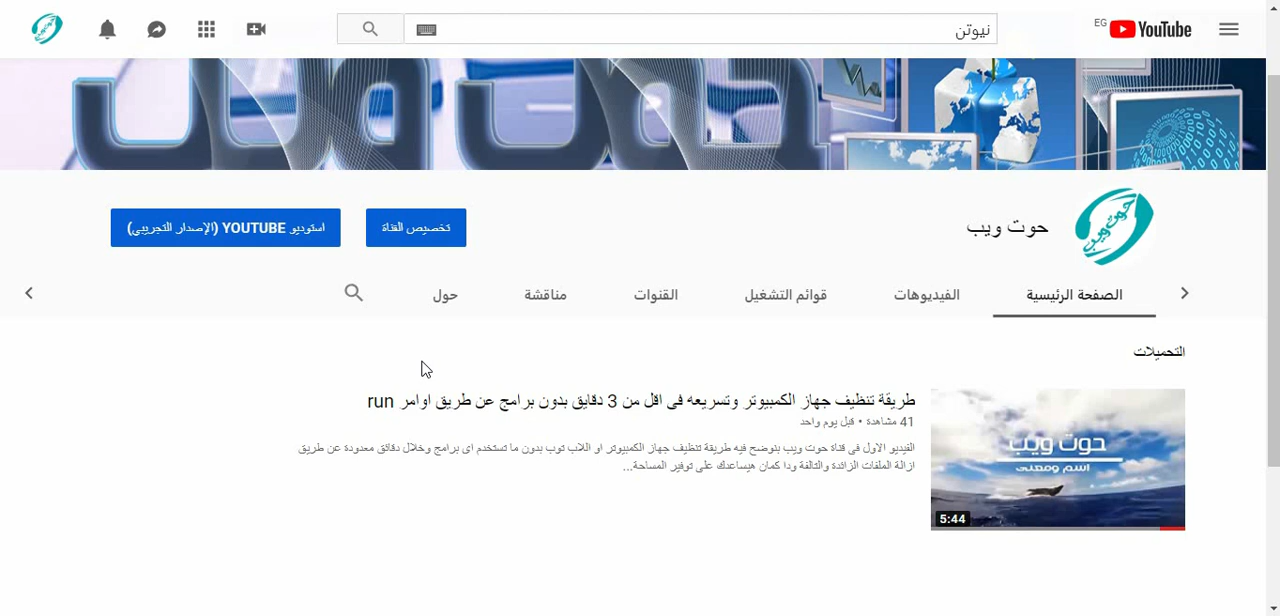 EG YouTube
نيوتن
حوت ويب
حوت ويب
تخصيص القناة
استوديو YOUTUBE (الإصدار التجريبي)
الصفحة الرئيسية
الفيديوهات
قوائم التشغيل
القنوات
مناقشة
حول
التحميلات
حوت ويب
اسم ومعنى
5:44
طريقة تنظيف جهاز الكمبيوتر وتسريعه فى اقل من 3 دقايق بدون برامج عن طريق اوامر run
41 مشاهدة • قبل يوم واحد
الفيديو الاول فى قناة حوت ويب بنوضح فيه طريقة تنظيف جهاز الكمبيوتر او اللاب توب بدون ما تستخدم اى برامج وخلال دقائق معدودة عن طريق
ازالة الملفات الزائدة والتالفة ودا كمان هيساعدك على توفير المساحة...